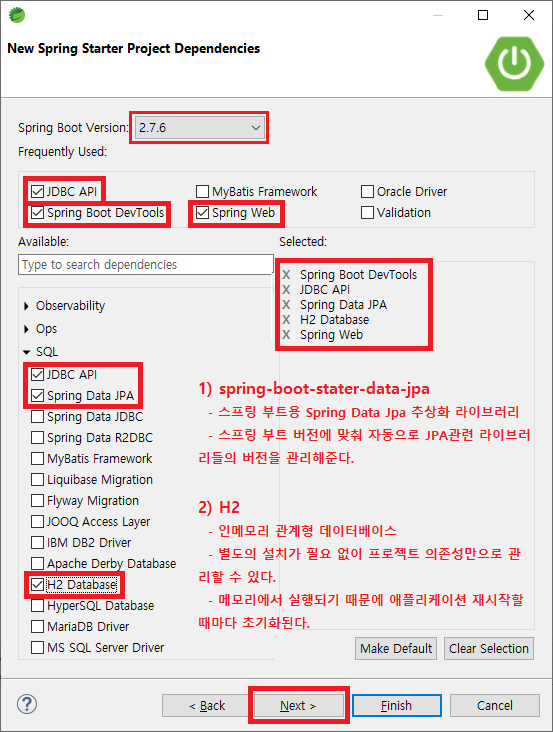 New Spring Starter Project Dependencies
Spring Boot Version: 2.7.6
Frequently Used:
JDBC API MyBatis Framework Oracle Driver
Spring Boot DevTools Spring Web Validation
Available: Selected:
Type to search dependencies
X Spring Boot DevTools
X JDBC API
X Spring Data JPA
X H2 Database
X Spring Web
Observability
Ops
SQL
JDBC API
Spring Data JPA
Spring Data JDBC
Spring Data R2DBC
MyBatis Framework
Liquibase Migration
Flyway Migration
JOOQ Access Layer
IBM DB2 Driver
Apache Derby Database
H2 Database
HyperSQL Database
MariaDB Driver
MS SQL Server Driver
1) spring-boot-stater-data-jpa
- 스프링 부트용 Spring Data Jpa 추상화 라이브러리
- 스프링 부트 버전에 맞춰 자동으로 JPA관련 라이브러
리들의 버전을 관리해준다.
2) H2
- 인메모리 관계형 데이터베이스
- 별도의 설치가 필요 없이 프로젝트 의존성만으로 관
리할 수 있다.
- 메모리에서 실행되기 때문에 애플리케이션 재시작할
때마다 초기화된다.
Make Default Clear Selection
? < Back Next > Finish Cancel